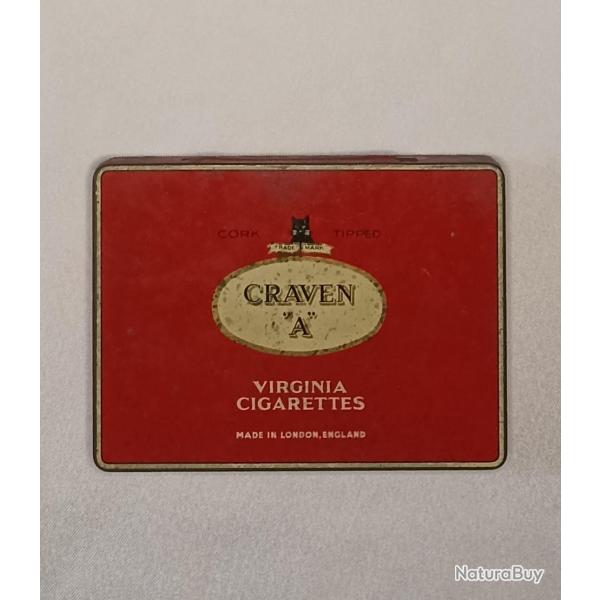 CORK TIPPED
TRADE MARK
CRAVEN
"A"
VIRGINIA
CIGARETTES
MADE IN LONDON, ENGLAND
NaturaBuy